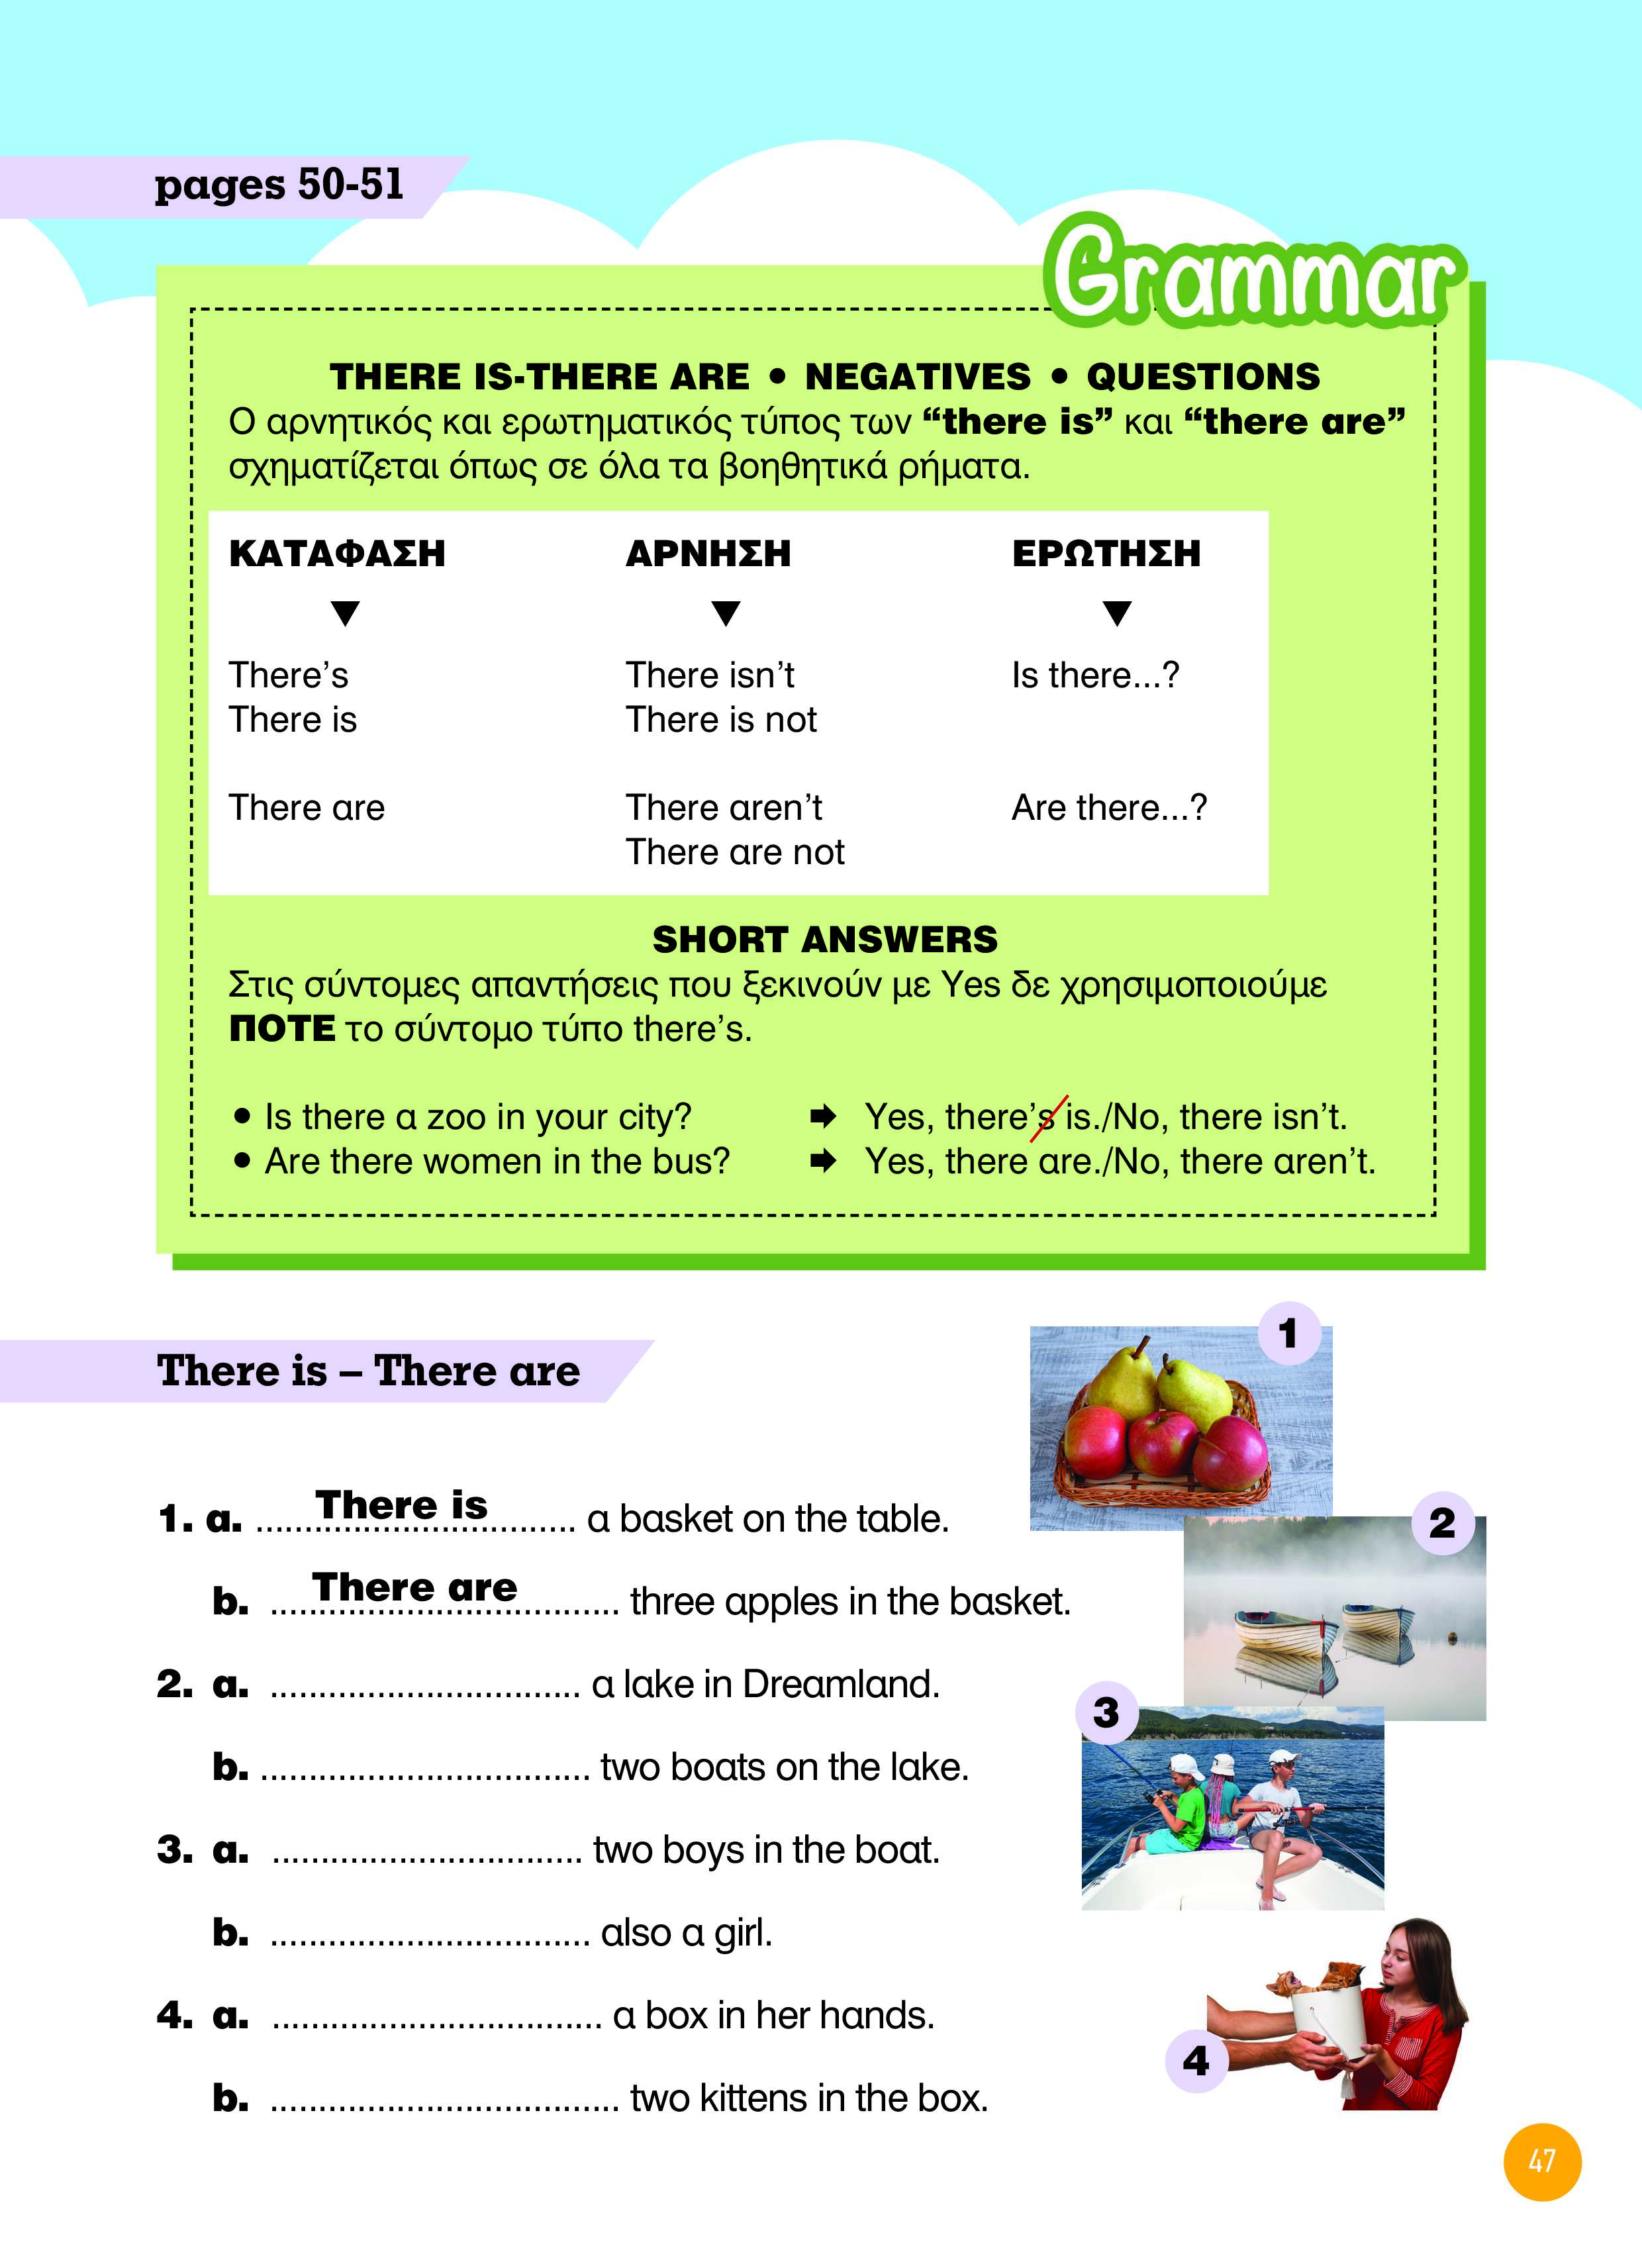 pages 50-51
Grammar
THERE IS-THERE ARE • NEGATIVES • QUESTIONS
Ο αρνητικός και ερωτηματικός τύπος των “there is” και “there are”
σχηματίζεται όπως σε όλα τα βοηθητικά ρήματα.
ΚΑΤΑΦΑΣΗ ΑΡΝΗΣΗ ΕΡΩΤΗΣΗ
▼ ▼ ▼
There’s There isn’t Is there...?
There is There is not
There are There aren’t Are there...?
There are not
SHORT ANSWERS
Στις σύντομες απαντήσεις που ξεκινούν με Yes δε χρησιμοποιούμε
ΠΟΤΕ το σύντομο τύπο there’s.
• Is there a zoo in your city? ➡ Yes, there’s is./No, there isn’t.
• Are there women in the bus? ➡ Yes, there are./No, there aren’t.
There is – There are
1
1. a. There is a basket on the table.
2
b. There are three apples in the basket.
2. a. ................................ a lake in Dreamland.
3
b. .................................. two boats on the lake.
3. a. ................................ two boys in the boat.
b. ................................. also a girl.
4. a. .................................. a box in her hands.
4
b. .................................... two kittens in the box.
47